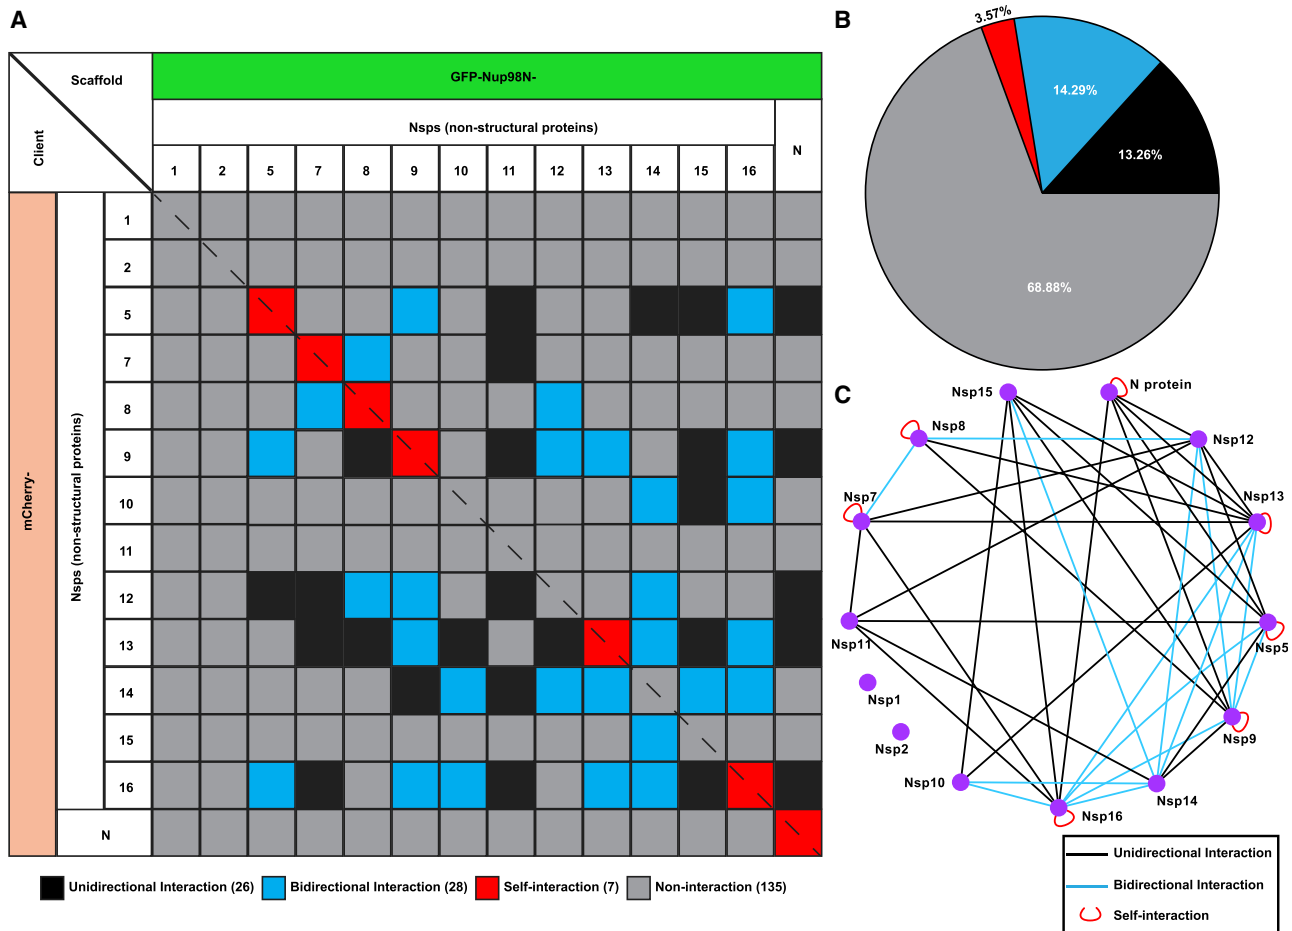 A
Scaffold
Client
GFP-Nup98N-
Nsps (non-structural proteins)
N
1 2 5 7 8 9 10 11 12 13 14 15 16
mCherry-
Nsps (non-structural proteins)
1
2
5
7
8
9
10
11
12
13
14
15
16
N
Unidirectional Interaction (26) Bidirectional Interaction (28) Self-interaction (7) Non-interaction (135)
B
3.57%
14.29%
13.26%
68.88%
C
Nsp15
N protein
Nsp8
Nsp12
Nsp7
Nsp13
Nsp11
Nsp5
Nsp1
Nsp2
Nsp9
Nsp10
Nsp14
Nsp16
Unidirectional Interaction
Bidirectional Interaction
Self-interaction